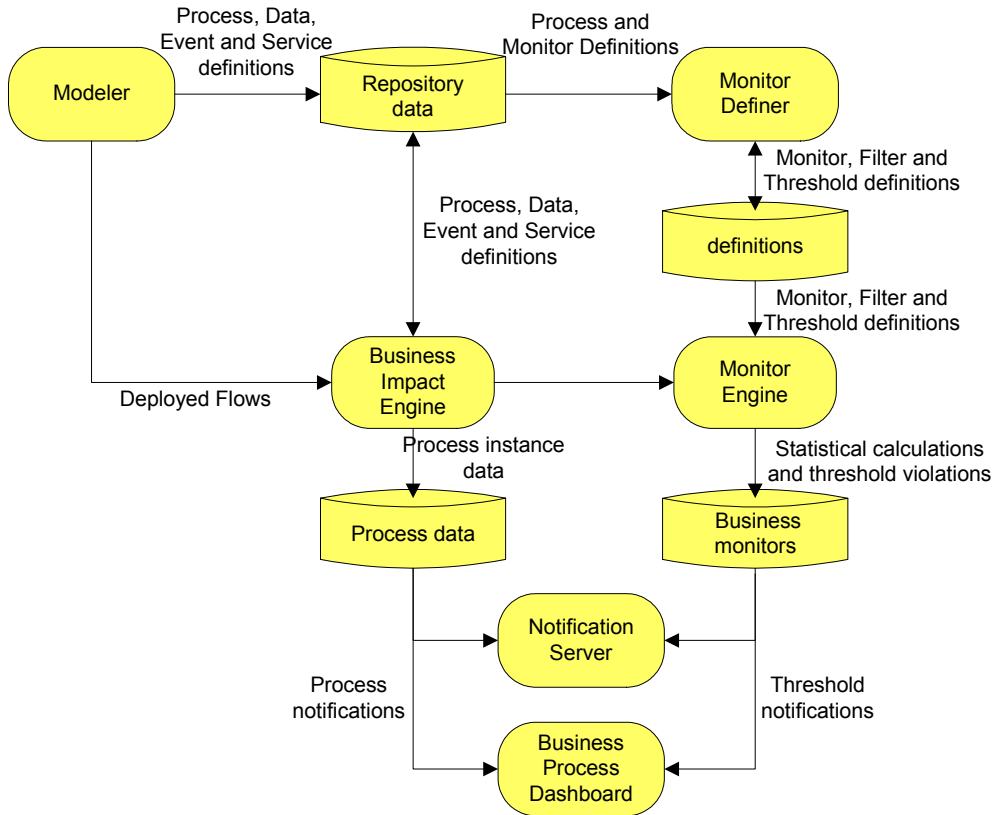 Process, Data,
Event and Service
definitions
Process and
Monitor Definitions
Modeler
Repository
data
Monitor
Definer
Monitor, Filter and
Threshold definitions
Process, Data,
Event and Service
definitions
definitions
Monitor, Filter and
Threshold definitions
Business
Impact
Engine
Monitor
Engine
Deployed Flows
Process instance
data
Statistical calculations
and threshold violations
Process data
Business
monitors
Notification
Server
Process
notifications
Threshold
notifications
Business
Process
Dashboard